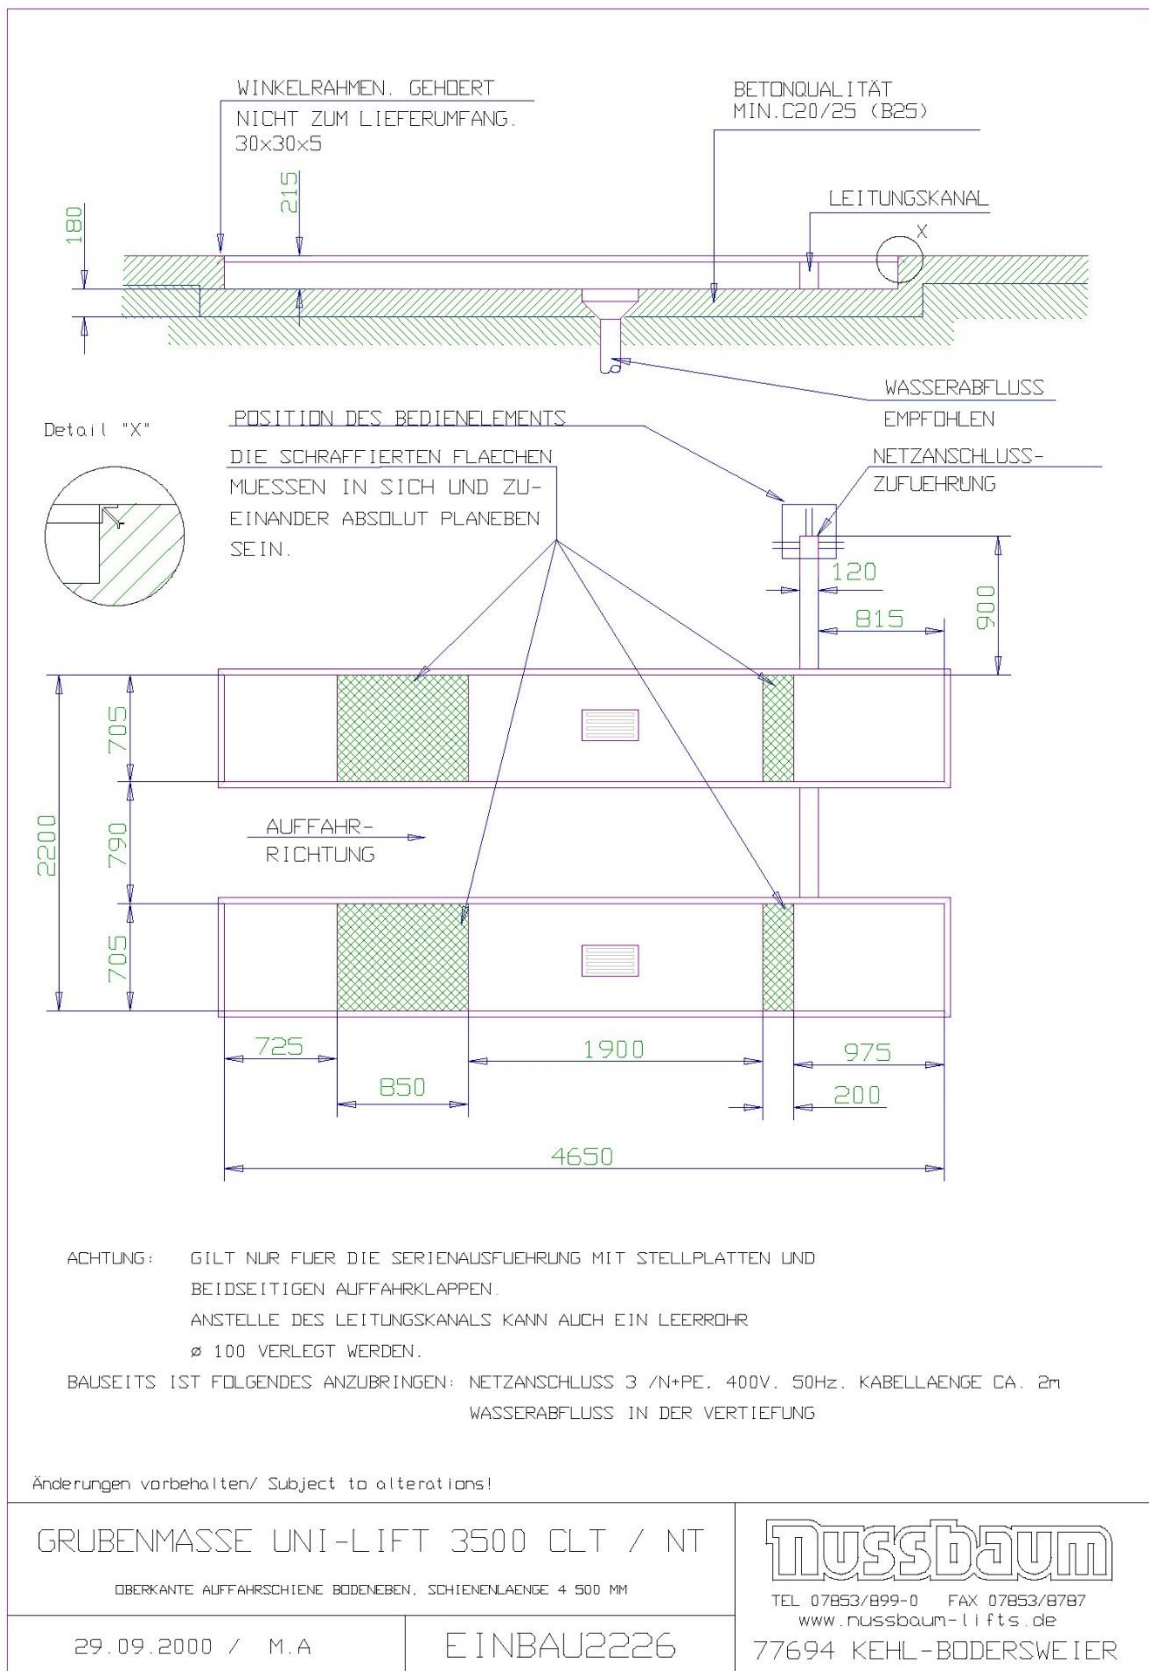 WINKELRAHMEN. GEHOERT
NICHT ZUM LIEFERUMFANG.
30x30x5
BETONQUALITÄT
MIN.C20/25 (B25)
215
180
LEITUNGSKANAL
X
WASSERABFLUSS
EMPFOHLEN
Detail "X"
POSITION DES BEDIENELEMENTS
DIE SCHRAFFIERTEN FLAECHEN
MUESSEN IN SICH UND ZU-
EINANDER ABSOLUT PLANEBEN
SEIN.
NETZANSCHLUSS-
ZUFUEHRUNG
120
815
900
705
790
2200
705
AUFFAHR-
RICHTUNG
725
1900
975
850
200
4650
ACHTUNG: GILT NUR FUER DIE SERIENAUSFUEHRUNG MIT STELLPLATTEN UND
BEIDSEITIGEN AUFFAHRKLAPPEN.
ANSTELLE DES LEITUNGSKANALS KANN AUCH EIN LEERROHR
ø 100 VERLEGT WERDEN.
BAUSEITS IST FOLGENDES ANZUBRINGEN: NETZANSCHLUSS 3 /N+PE. 400V. 50Hz. KABELLAENGE CA. 2m
WASSERABFLUSS IN DER VERTIEFUNG
Änderungen vorbehalten/ Subject to alterations!
GRUBENMASSE UNI-LIFT 3500 CLT / NT
OBERKANTE AUFFAHRSCHIENE BODENEBEN. SCHIENENLAENGE 4 500 MM
29.09.2000 / M.A
EINBAU2226
nussbaum
TEL 07853/899-0 FAX 07853/8787
www.nussbaum-lifts.de
77694 KEHL-BODERSWEIER